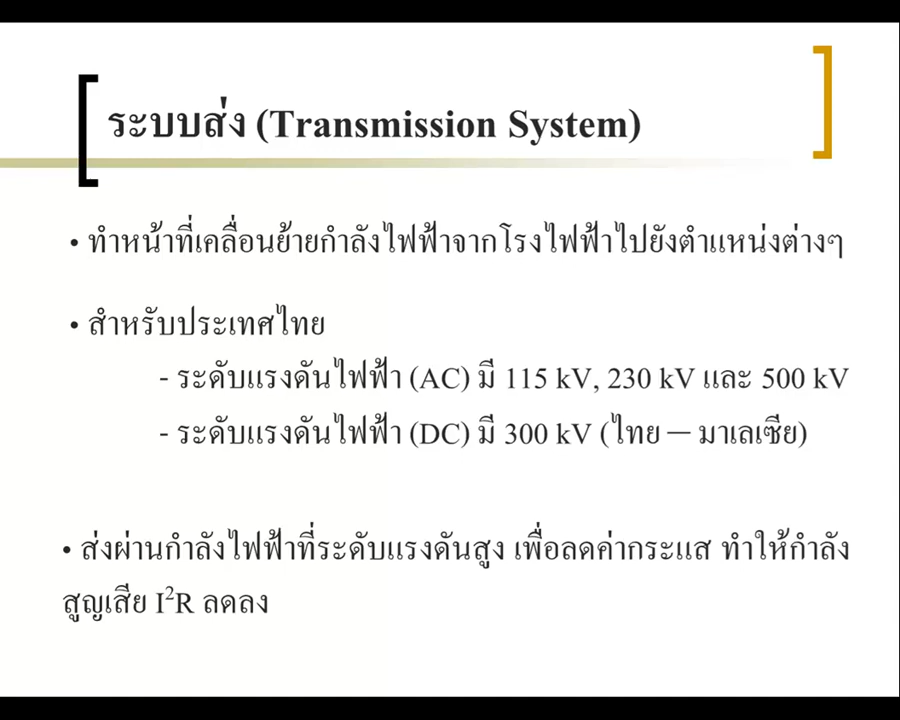 ระบบส่ง (Transmission System)
• ทำหน้าที่เคลื่อนย้ายกำลังไฟฟ้าจากโรงไฟฟ้าไปยังตำแหน่งต่างๆ
• สำหรับประเทศไทย
- ระดับแรงดันไฟฟ้า (AC) มี 115 kV, 230 kV และ 500 kV
- ระดับแรงดันไฟฟ้า (DC) มี 300 kV (ไทย – มาเลเซีย)
• ส่งผ่านกำลังไฟฟ้าที่ระดับแรงดันสูง เพื่อลดค่ากระแส ทำให้กำลัง
สูญเสีย I²R ลดลง